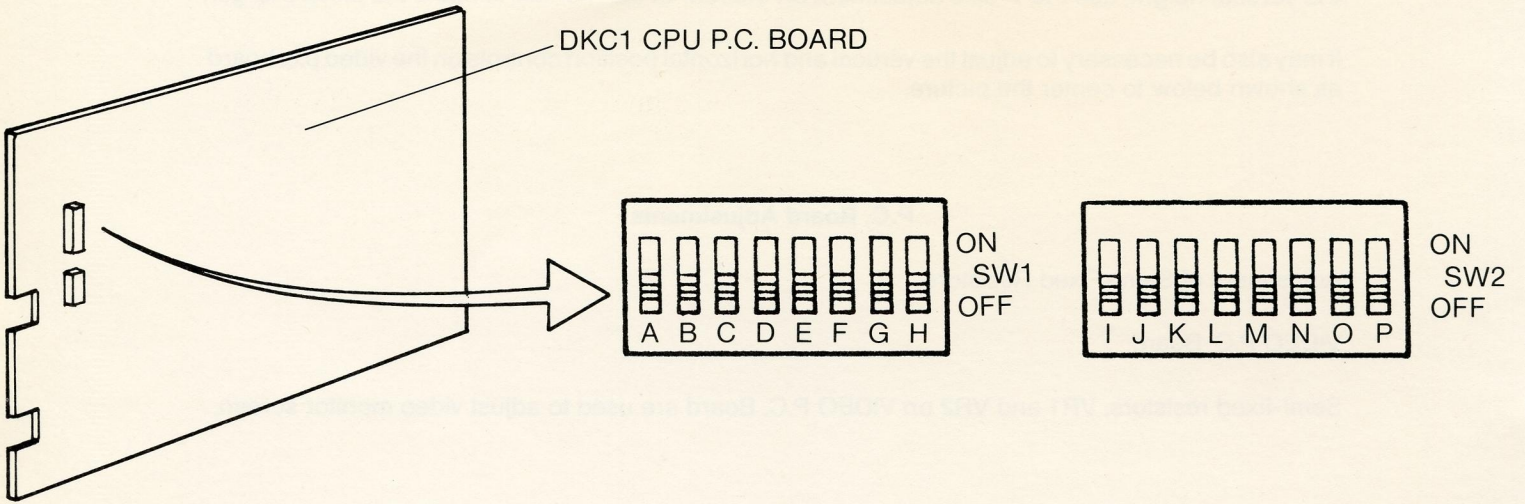 DKC1 CPU P.C. BOARD
ON
SW1
OFF
A B C D E F G H
ON
SW2
OFF
I J K L M N O P